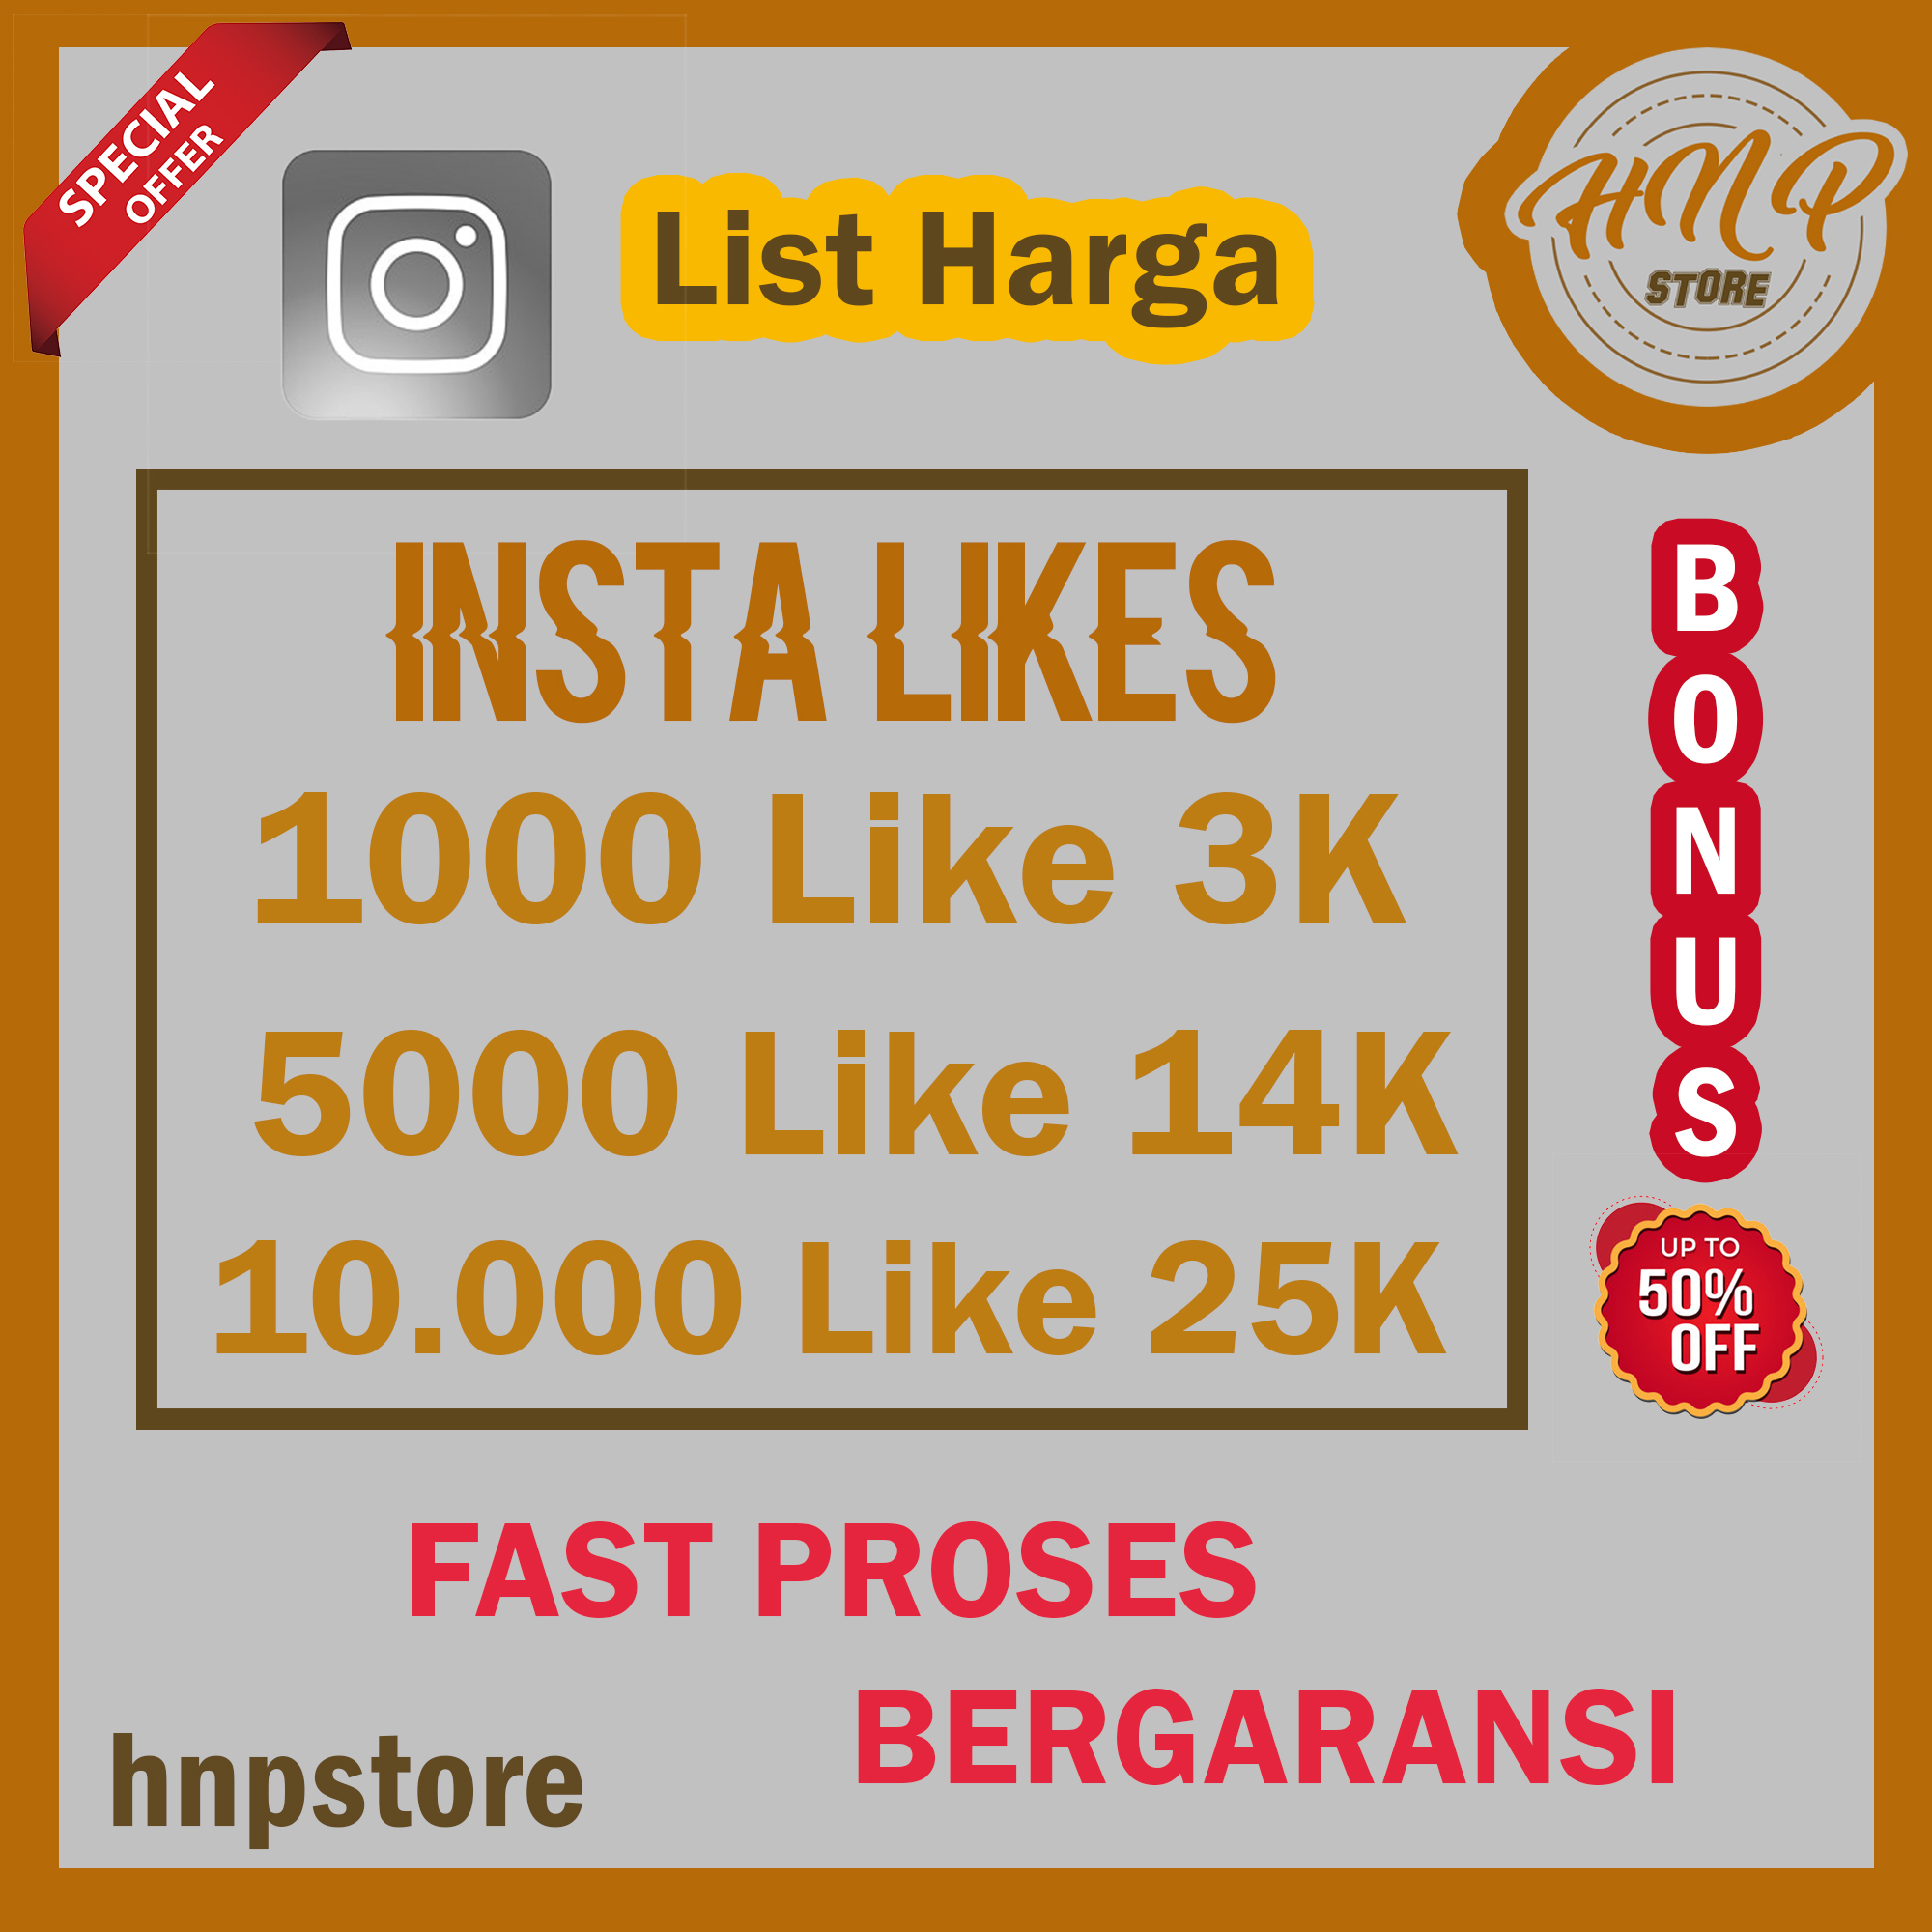 SPECIAL
OFFER
List Harga
HNP
STORE
INSTA LIKES
1000 Like 3K
5000 Like 14K
10.000 Like 25K
BONUS
UP TO
50%
OFF
FAST PROSES
BERGARANSI
hnpstore